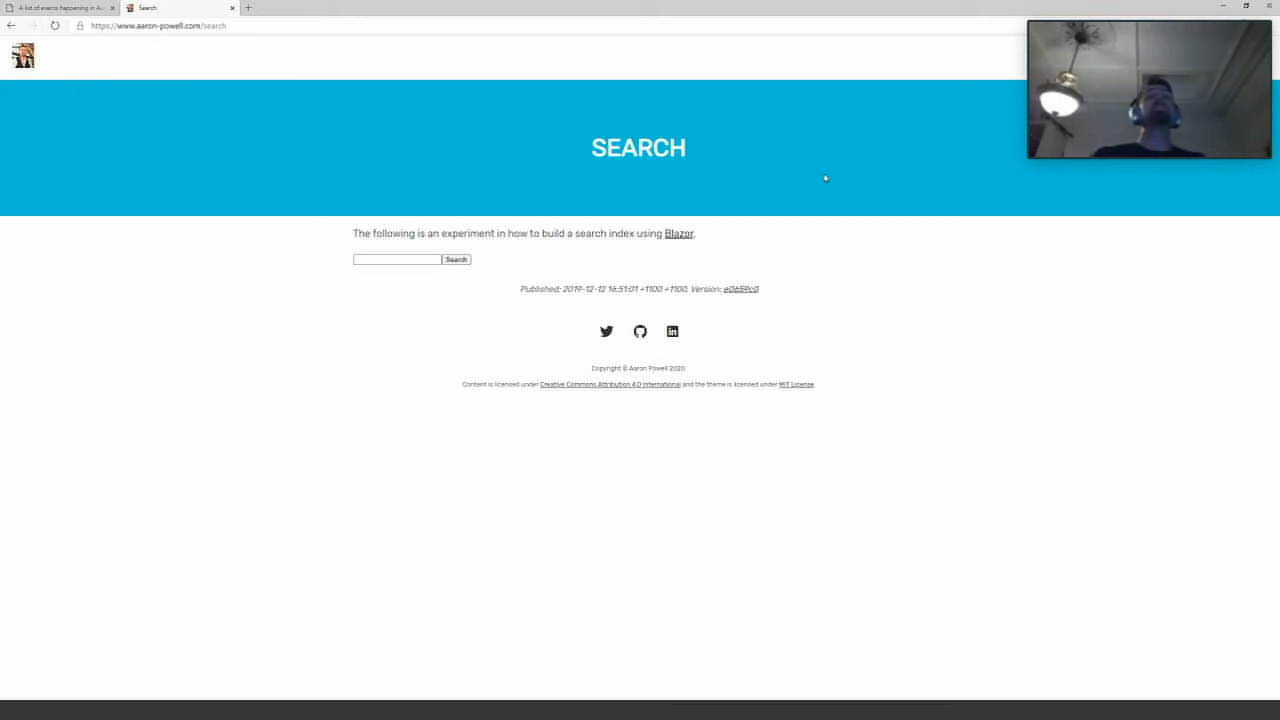 A list of events happening in Au
Search
https://www.aaron-powell.com/search
SEARCH
The following is an experiment in how to build a search index using Blazor.
Search
Published: 2019-12-12 16:51:01 +1100 +1100, Version:
Copyright © Aaron Powell 2020
Content is licensed under Creative Commons Attribution 4.0 International and the theme is licensed under MIT License.